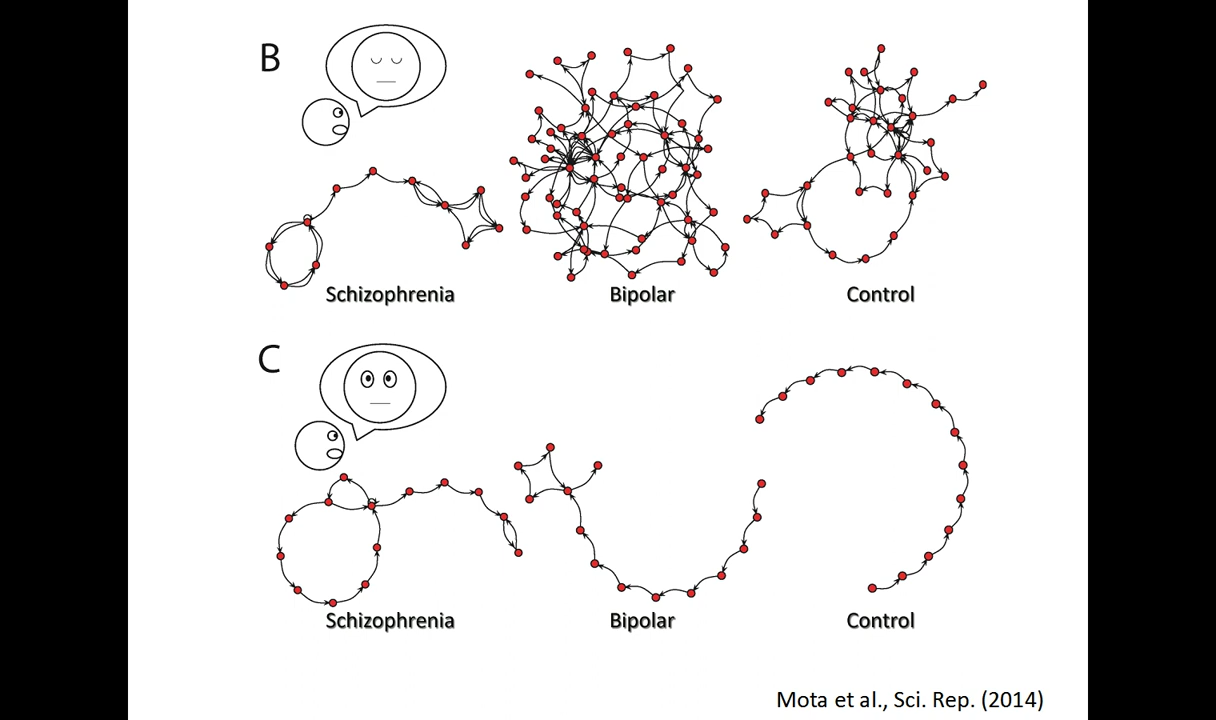 B
Schizophrenia Bipolar Control
C
Schizophrenia Bipolar Control
Mota et al., Sci. Rep. (2014)